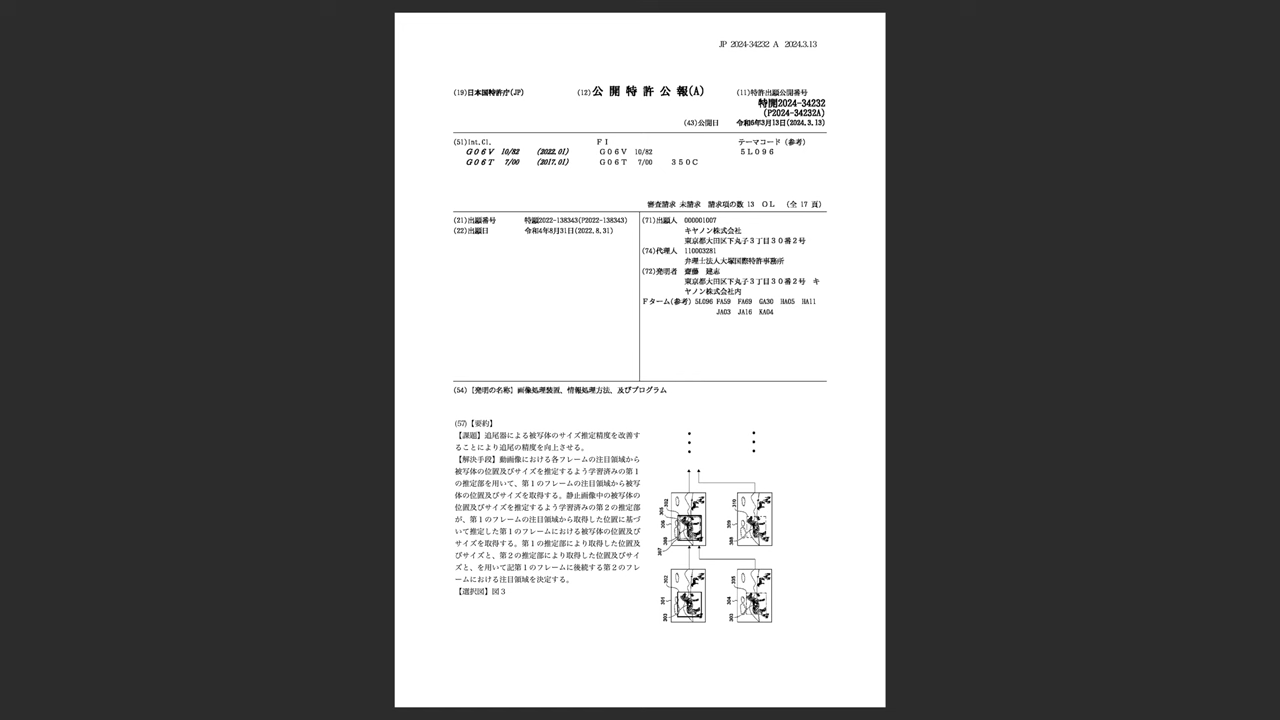 JP 2024-34232 A 2024.3.13
(19)日本国特許庁(JP)
(12)公開特許公報(A)
(11)特許出願公開番号
特開2024-34232
(P2024-34232A)
(43)公開日 令和6年3月13日(2024.3.13)
(51)Int.Cl. FI テーマコード(参考)
G06V 10/82 (2022.01) G06V 10/82 5L096
G06T 7/00 (2017.01) G06T 7/00 350C
審査請求 未請求 請求項の数 13 OL (全 17 頁)
(21)出願番号 特願2022-138343(P2022-138343)
(22)出願日 令和4年8月31日(2022.8.31)
(71)出願人 000001007
キヤノン株式会社
東京都大田区下丸子3丁目30番2号
(74)代理人 110003281
弁理士法人大塚国際特許事務所
(72)発明者 齋藤 建志
東京都大田区下丸子3丁目30番2号 キ
ヤノン株式会社内
Fターム(参考) 5L096 FA59 FA69 GA30 HA05 HA11
JA03 JA16 KA04
(54)【発明の名称】画像処理装置、情報処理方法、及びプログラム
(57)【要約】
【課題】追尾器による被写体のサイズ推定精度を改善す
ることにより追尾の精度を向上させる。
【解決手段】動画像における各フレームの注目領域から
被写体の位置及びサイズを推定するよう学習済みの第1
の推定部を用いて、第1のフレームの注目領域から被写
体の位置及びサイズを取得する。静止画像中の被写体の
位置及びサイズを推定するよう学習済みの第2の推定部
が、第1のフレームの注目領域から取得した位置に基づ
いて推定した第1のフレームにおける被写体の位置及び
サイズを取得する。第1の推定部により取得した位置及
びサイズと、第2の推定部により取得した位置及びサイ
ズと、を用いて記第1のフレームに後続する第2のフレ
ームにおける注目領域を決定する。
【選択図】図3
307
306
305
302
308
309
310
303
301
302
304